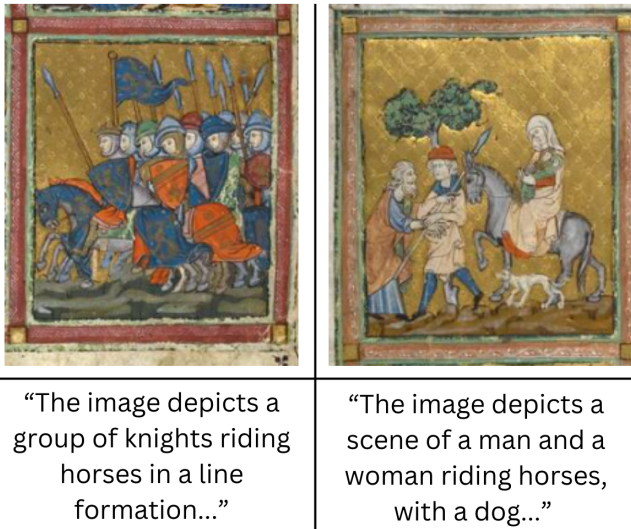 “The image depicts a
group of knights riding
horses in a line
formation...”
“The image depicts a
scene of a man and a
woman riding horses,
with a dog...”